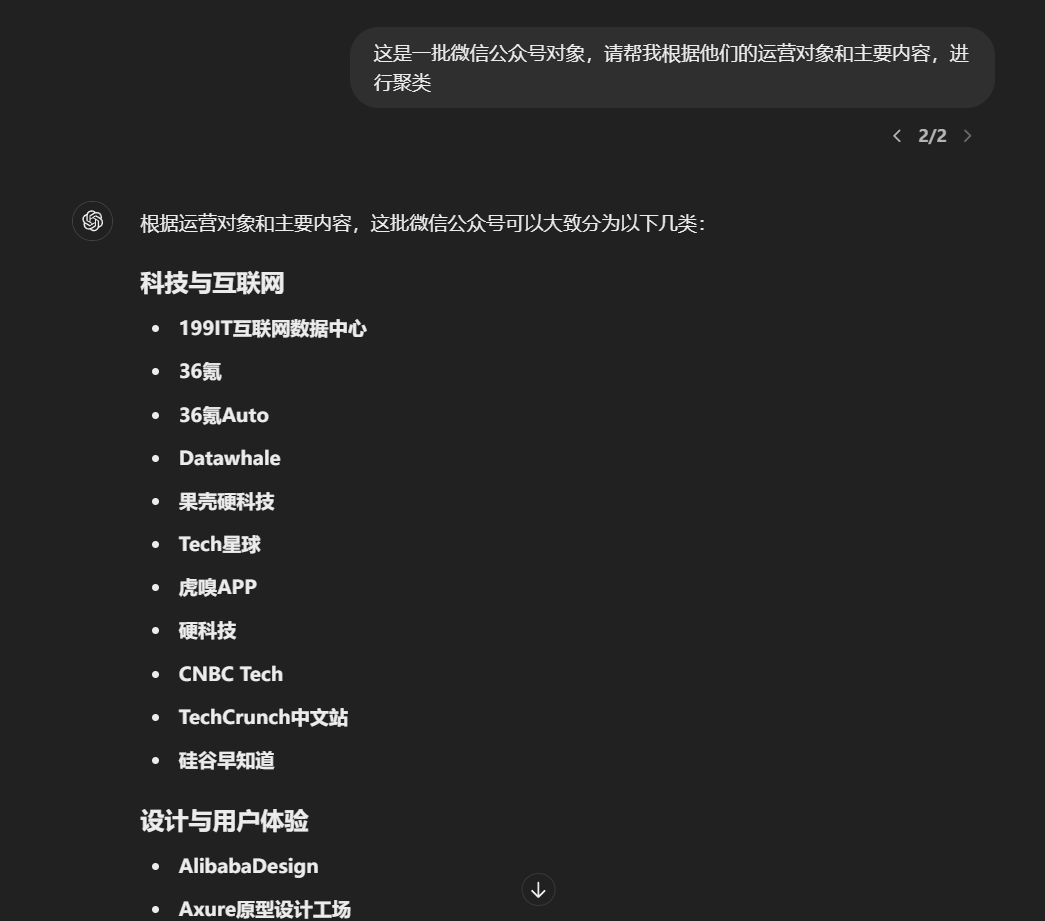 这是一批微信公众号对象，请帮我根据他们的运营对象和主要内容，进
行聚类
2/2
根据运营对象和主要内容，这批微信公众号可以大致分为以下几类：
科技与互联网
• 199IT互联网数据中心
• 36氪
• 36氪Auto
• Datawhale
• 果壳硬科技
• Tech星球
• 虎嗅APP
• 硬科技
• CNBC Tech
• TechCrunch中文站
• 硅谷早知道
设计与用户体验
• AlibabaDesign
• Axure原型设计工场